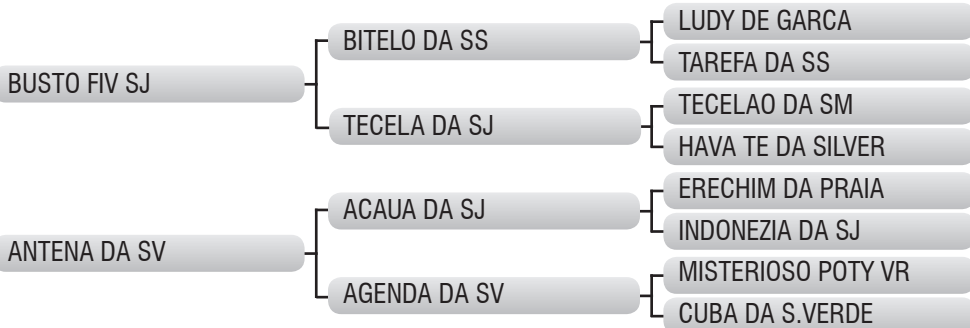 BUSTO FIV SJ
BITELO DA SS
LUDY DE GARCA
TAREFA DA SS
TECELA DA SJ
TECELAO DA SM
HAVA TE DA SILVER
ANTENA DA SV
ACAUA DA SJ
ERECHIM DA PRAIA
INDONEZIA DA SJ
AGENDA DA SV
MISTERIOSO POTY VR
CUBA DA S.VERDE